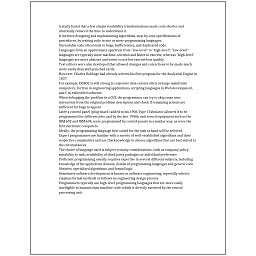 A study found that a few simple readability transformations made code shorter and
drastically reduced the time to understand it.
It involves designing and implementing algorithms, step-by-step specifications of
procedures, by writing code in one or more programming languages.
Unreadable code often leads to bugs, inefficiencies, and duplicated code.
Languages form an approximate spectrum from "low-level" to "high-level"; "low-level"
languages are typically more machine-oriented and faster to execute, whereas "high-level"
languages are more abstract and easier to use but execute less quickly.
Text editors were also developed that allowed changes and corrections to be made much
more easily than with punched cards.
However, Charles Babbage had already written his first program for the Analytical Engine in
1837.
For example, COBOL is still strong in corporate data centers often on large mainframe
computers, Fortran in engineering applications, scripting languages in Web development,
and C in embedded software.
When debugging the problem in a GUI, the programmer can try to skip some user
interaction from the original problem description and check if remaining actions are
sufficient for bugs to appear.
Later a control panel (plug board) added to his 1906 Type I Tabulator allowed it to be
programmed for different jobs, and by the late 1940s, unit record equipment such as the
IBM 602 and IBM 604, were programmed by control panels in a similar way, as were the
first electronic computers.
Ideally, the programming language best suited for the task at hand will be selected.
Expert programmers are familiar with a variety of well-established algorithms and their
respective complexities and use this knowledge to choose algorithms that are best suited to
the circumstances.
The choice of language used is subject to many considerations, such as company policy,
suitability to task, availability of third-party packages, or individual preference.
Proficient programming usually requires expertise in several different subjects, including
knowledge of the application domain, details of programming languages and generic code
libraries, specialized algorithms, and formal logic.
Sometimes software development is known as software engineering, especially when it
employs formal methods or follows an engineering design process.
Programmers typically use high-level programming languages that are more easily
intelligible to humans than machine code, which is directly executed by the central
processing unit.